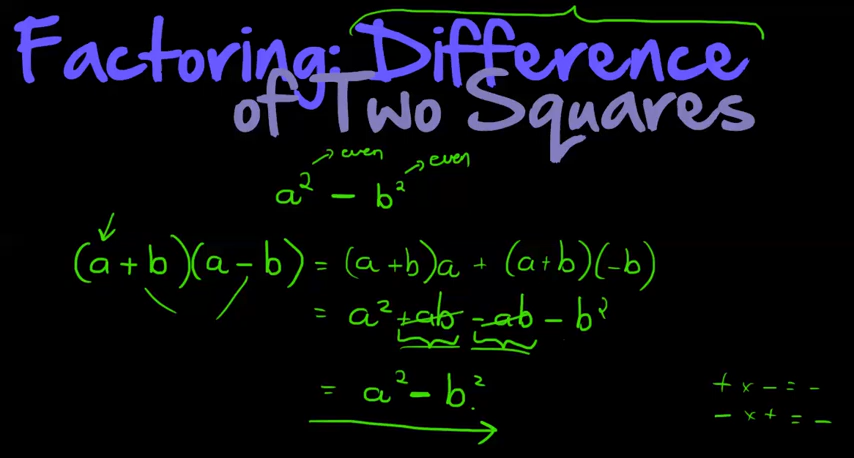 Factoring: Difference
of Two Squares
even even
a² − b²
(a + b)(a − b) = (a + b)a + (a + b)(−b)
= a² + ab − ab − b²
= a² − b²
+ x − = −
− x + = −